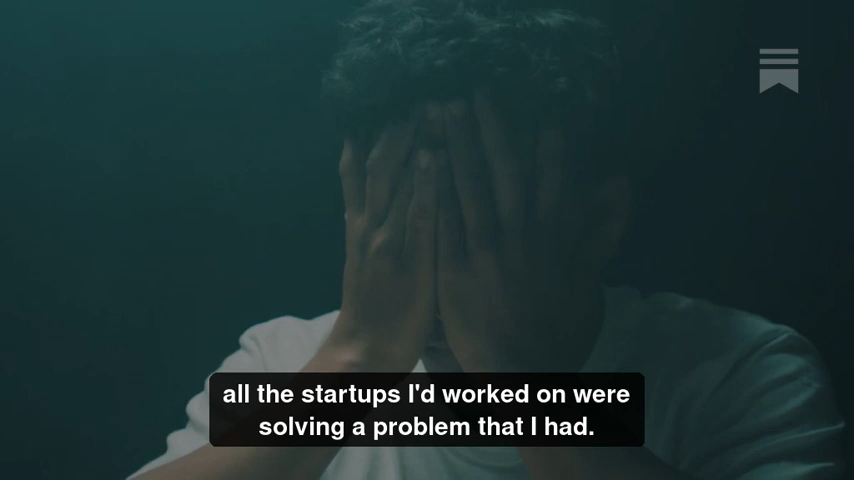 all the startups I'd worked on were
solving a problem that I had.